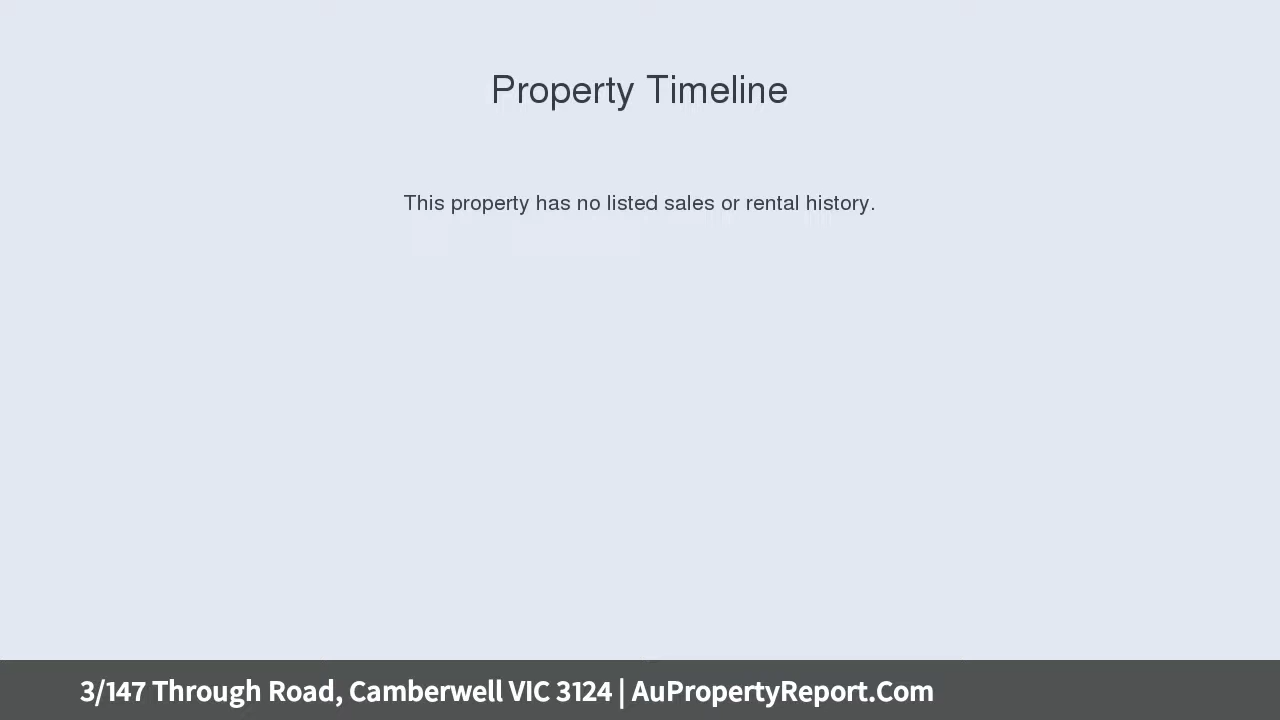 Property Timeline
This property has no listed sales or rental history.
3/147 Through Road, Camberwell VIC 3124 | AuPropertyReport.Com